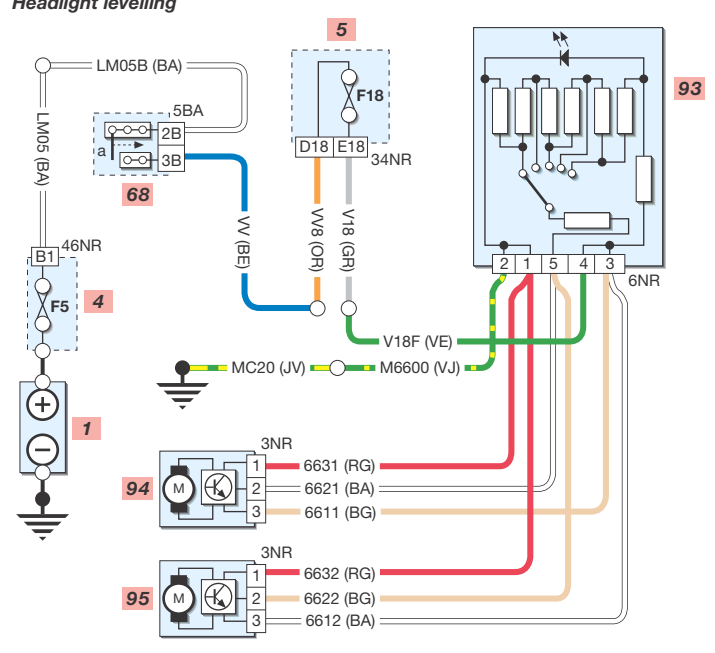 Headlight levelling
5
LM05B (BA)
93
5BA
F18
2B
a
3B
D18 E18
34NR
68
LM05 (BA)
VV (BE)
VV8 (OR)
V18 (GR)
46NR
B1
2 1 5 4 3
6NR
F5
4
V18F (VE)
MC20 (JV)
M6600 (VJ)
+
1
−
3NR
94
M
1
6631 (RG)
2
6621 (BA)
3
6611 (BG)
3NR
95
M
1
6632 (RG)
2
6622 (BG)
3
6612 (BA)